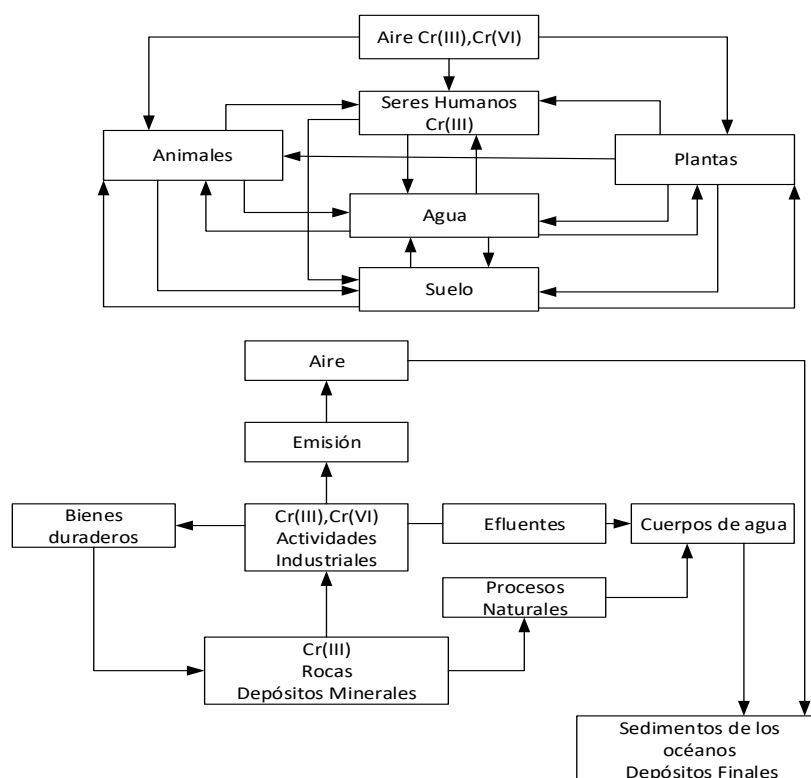 Aire Cr(III),Cr(VI)
Seres Humanos
Cr(III)
Animales
Plantas
Agua
Suelo
Aire
Emisión
Bienes
duraderos
Cr(III),Cr(VI)
Actividades
Industriales
Efluentes
Cuerpos de agua
Procesos
Naturales
Cr(III)
Rocas
Depósitos Minerales
Sedimentos de los
océanos
Depósitos Finales